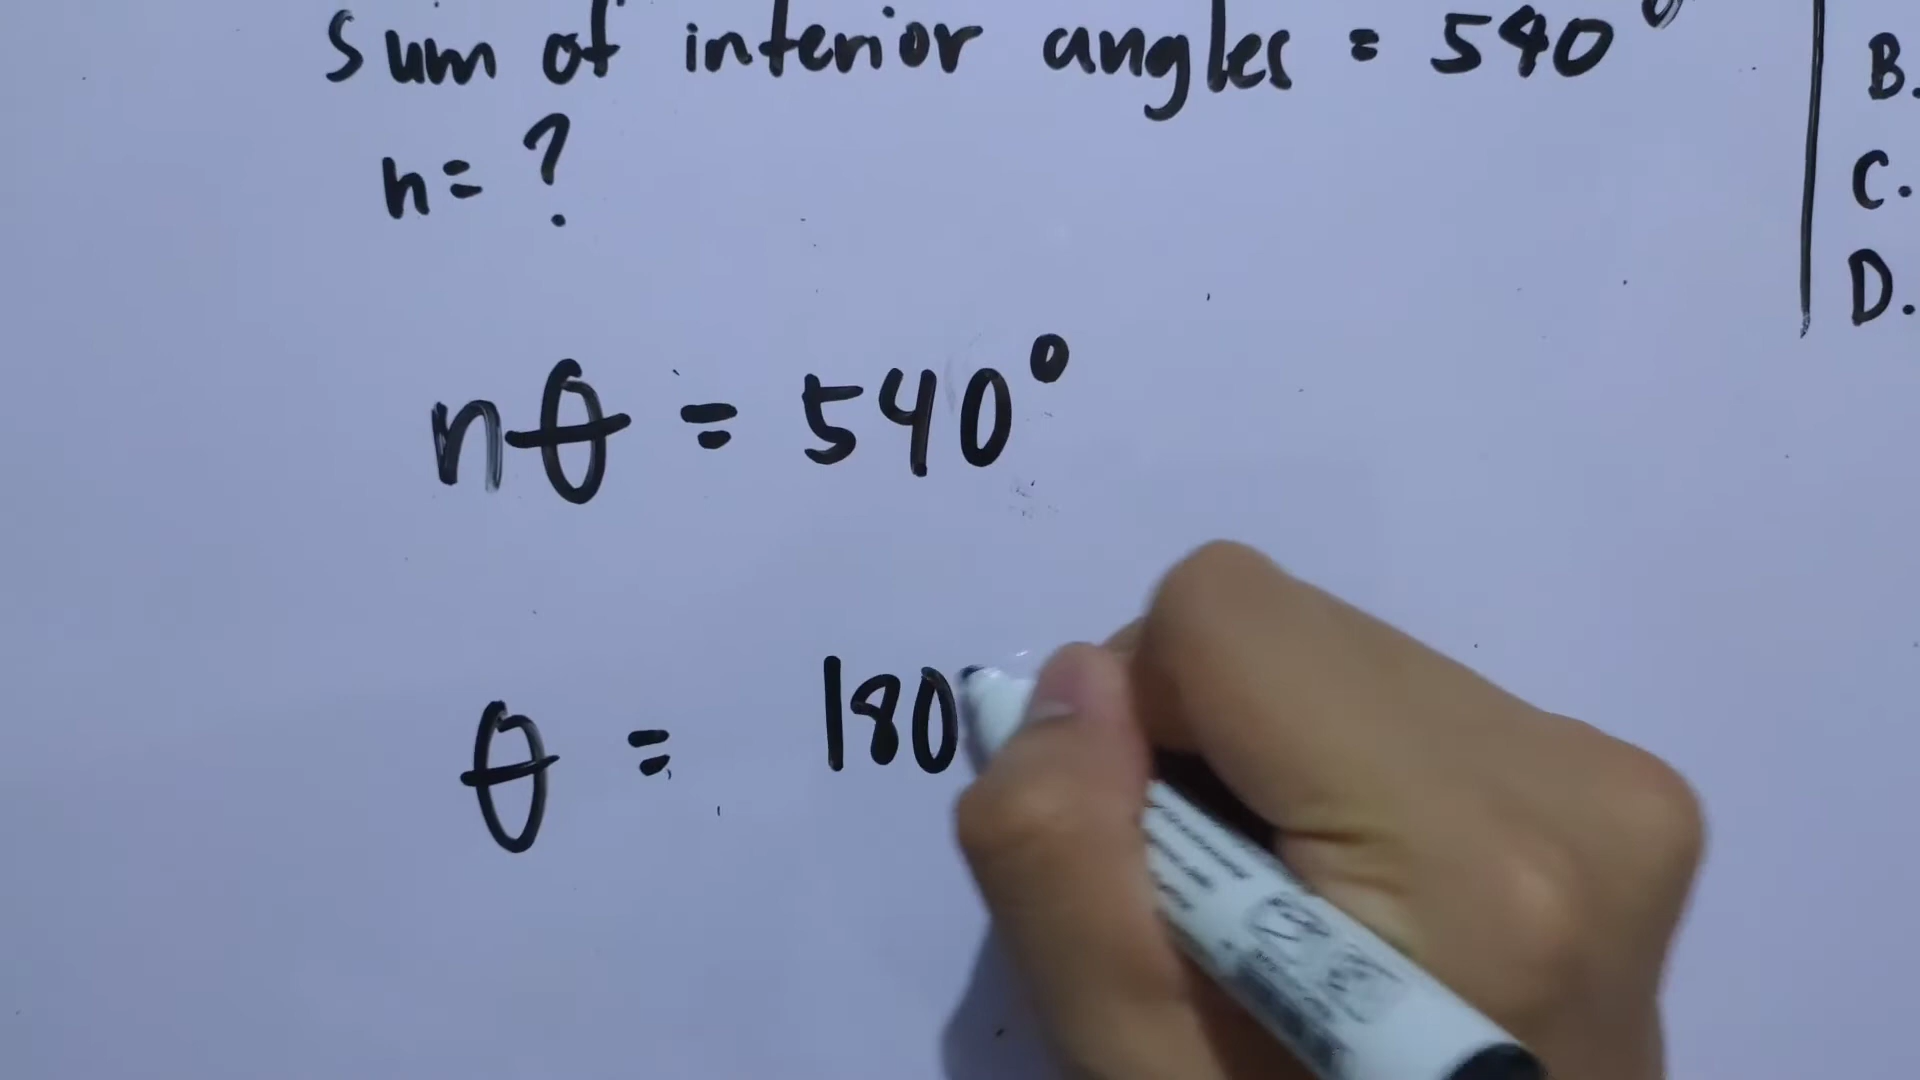 Sum of interior angles = 540°
n = ?
B.
C.
D.
nθ = 540°
θ = 180